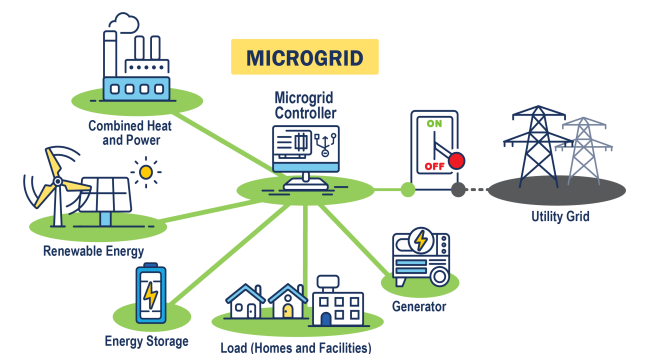 MICROGRID
Microgrid
Controller
Combined Heat
and Power
ON
OFF
Utility Grid
Renewable Energy
Generator
Energy Storage
Load (Homes and Facilities)